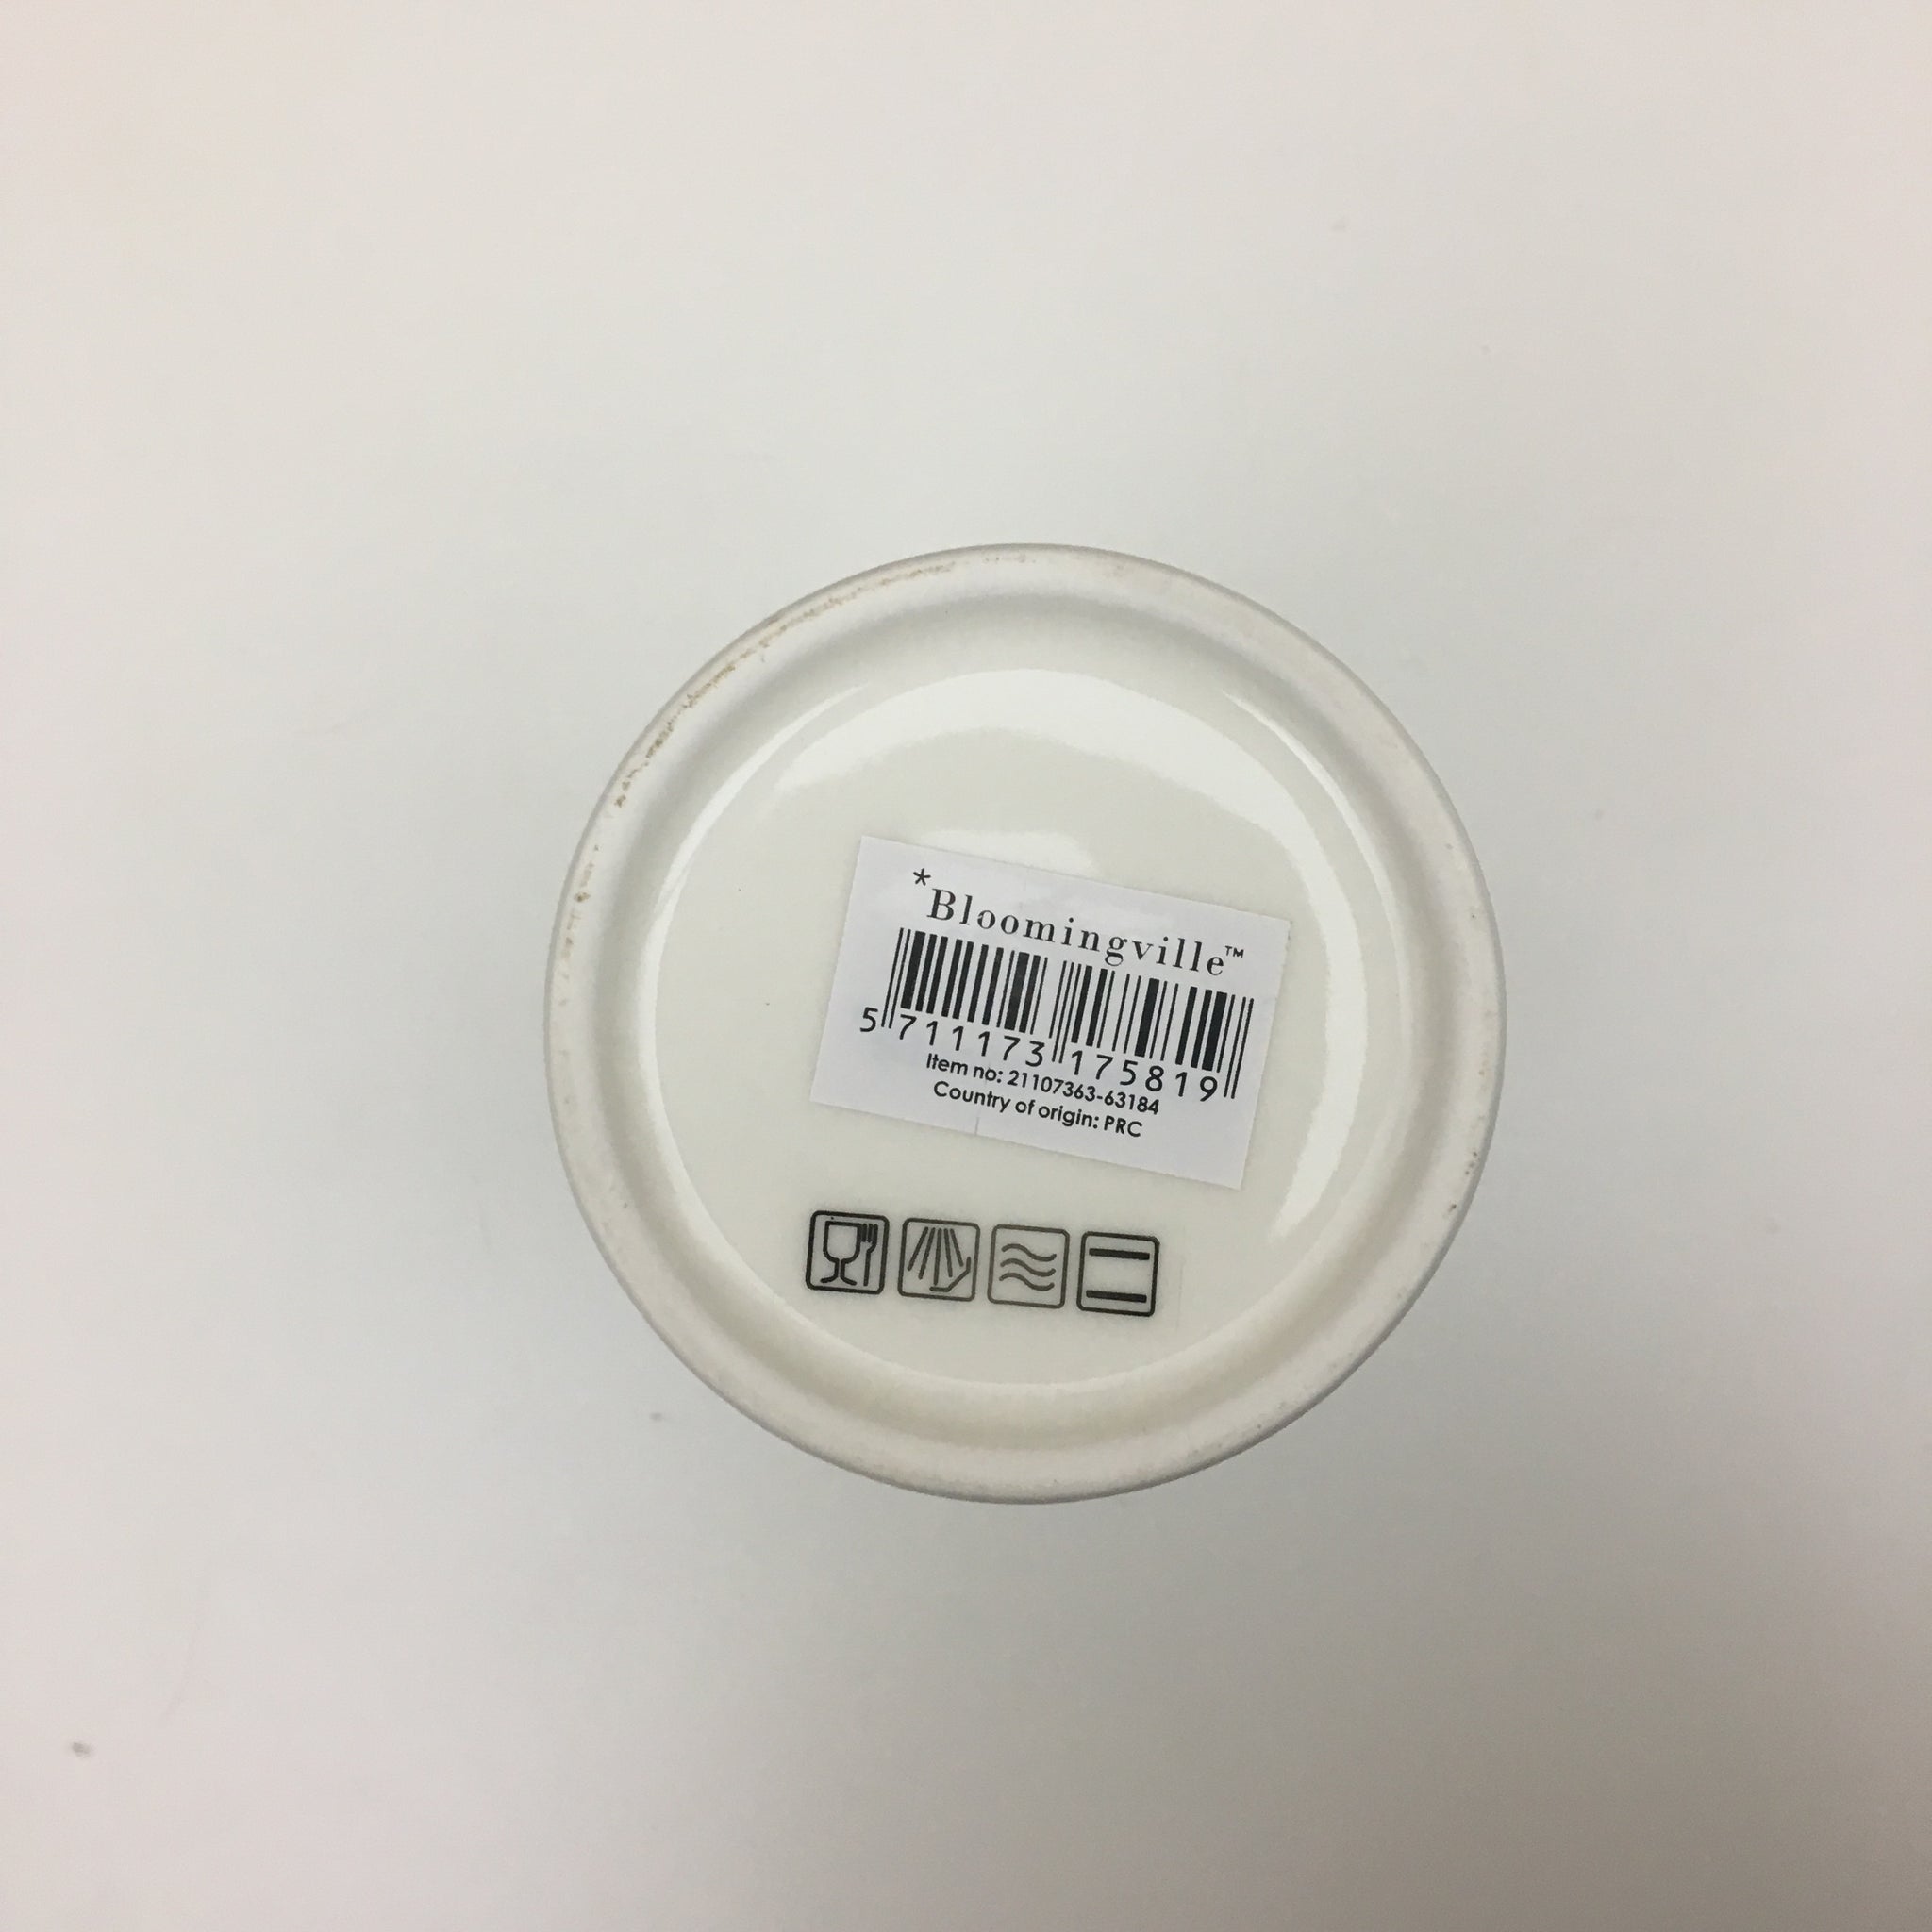 *Bloomingville™
5 711173 175819
Item no: 21107363-63184
Country of origin: PRC